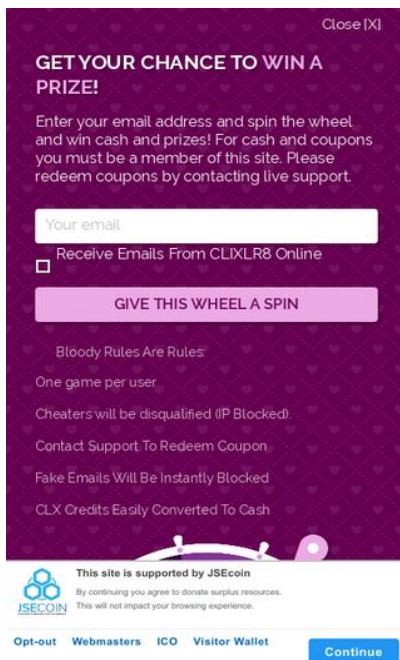 Close [X]
GET YOUR CHANCE TO WIN A
PRIZE!
Enter your email address and spin the wheel
and win cash and prizes! For cash and coupons
you must be a member of this site. Please
redeem coupons by contacting live support.
Your email
Receive Emails From CLIXLR8 Online
GIVE THIS WHEEL A SPIN
Bloody Rules Are Rules:
One game per user
Cheaters will be disqualified (IP Blocked).
Contact Support To Redeem Coupon
Fake Emails Will Be Instantly Blocked
CLX Credits Easily Converted To Cash
This site is supported by JSEcoin
By continuing you agree to donate surplus resources.
This will not impact your browsing experience.
JSECOIN
Opt-out Webmasters ICO Visitor Wallet
Continue